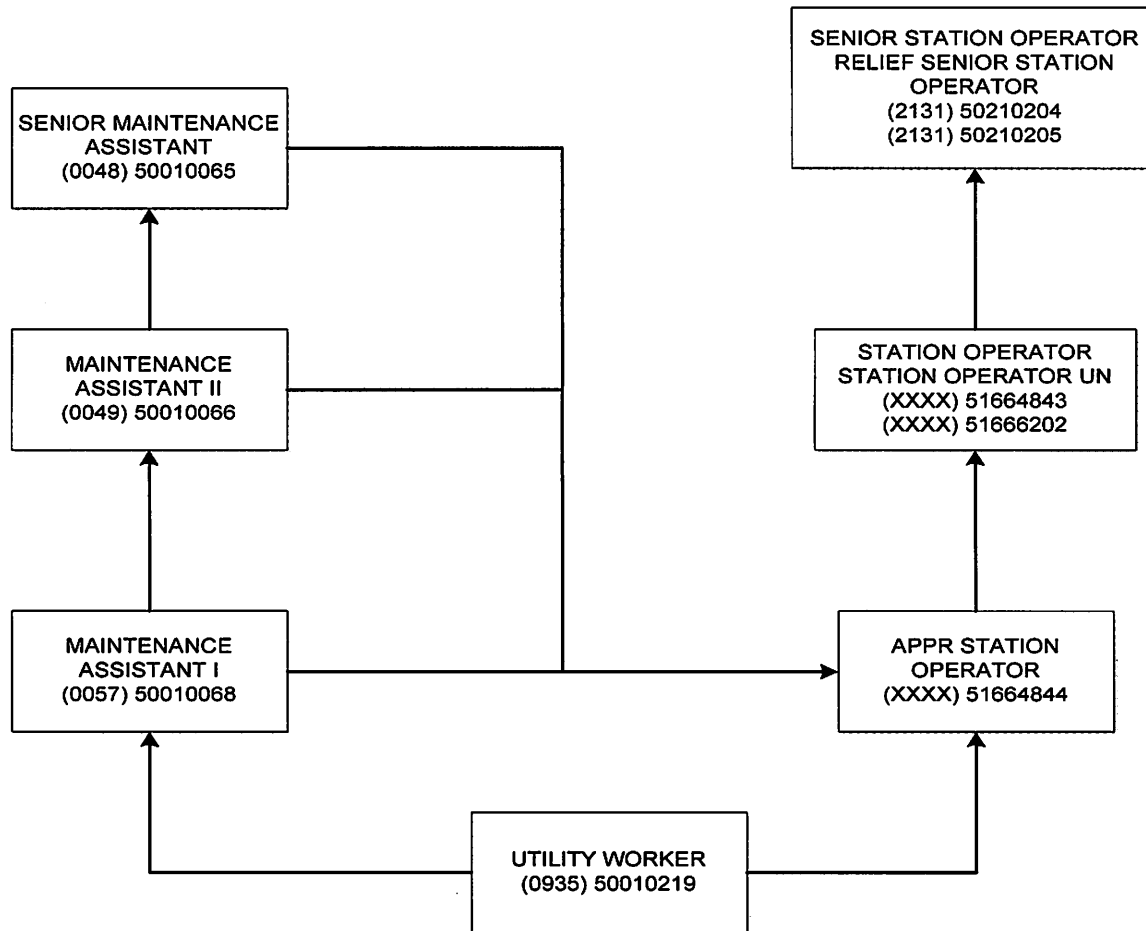 SENIOR STATION OPERATOR
RELIEF SENIOR STATION
OPERATOR
(2131) 50210204
(2131) 50210205
SENIOR MAINTENANCE
ASSISTANT
(0048) 50010065
MAINTENANCE
ASSISTANT II
(0049) 50010066
STATION OPERATOR
STATION OPERATOR UN
(XXXX) 51664843
(XXXX) 51666202
MAINTENANCE
ASSISTANT I
(0057) 50010068
APPR STATION
OPERATOR
(XXXX) 51664844
UTILITY WORKER
(0935) 50010219